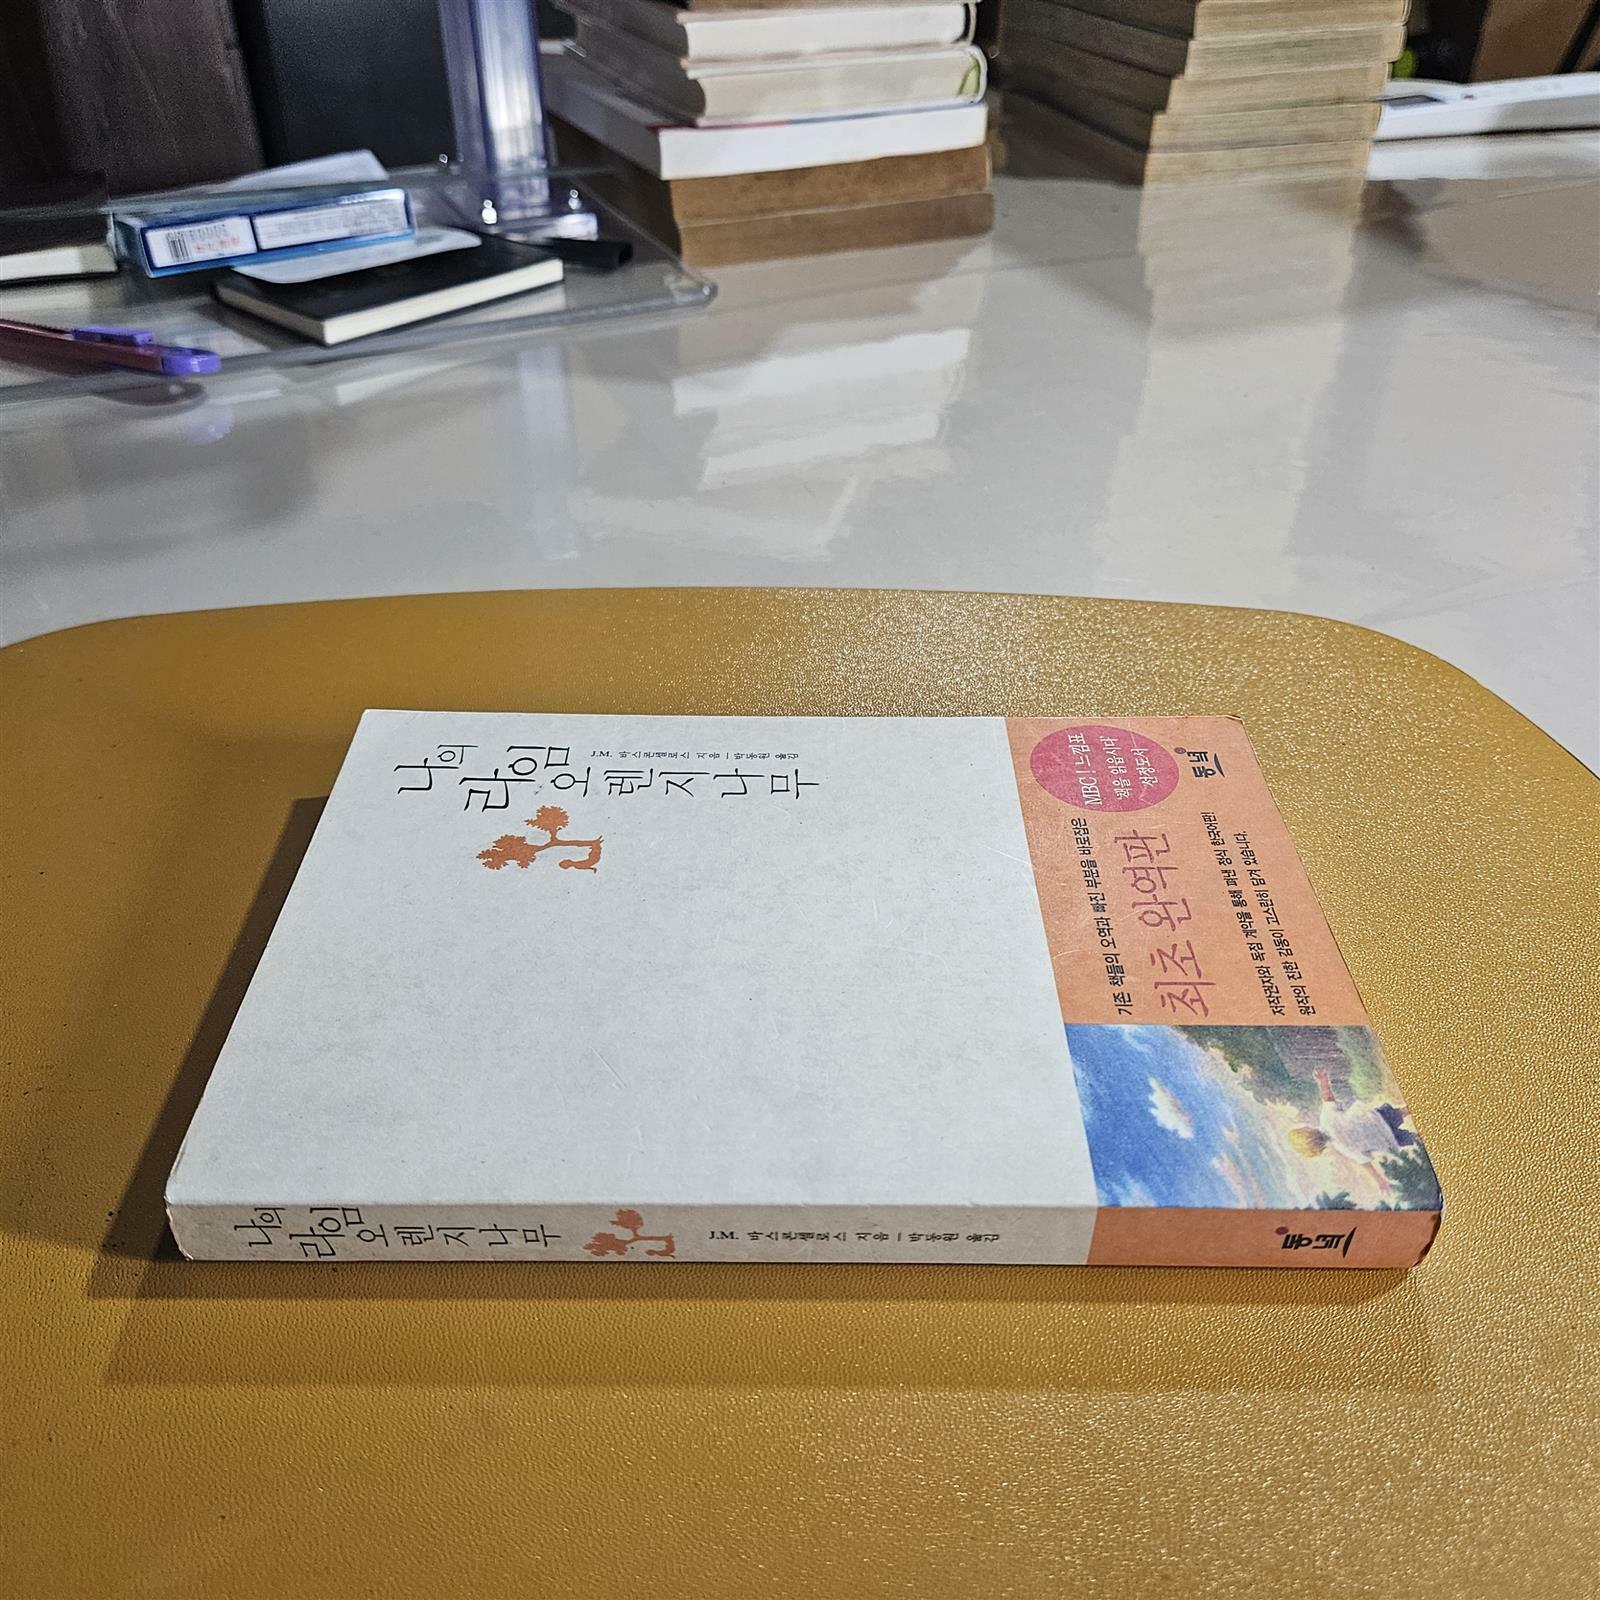 나의
라임
오렌지나무
J.M. 바스콘셀로스 지음 – 박동원 옮김
MBC! 느낌표
'책을 읽읍시다'
선정도서
동녘
기존 책들의 오역과 빠진 부분을 바로잡은
최초 완역판
저작권자와 독점 계약을 통해 펴낸 정식 한국어판!
원작의 진한 감동이 고스란히 담겨 있습니다.
나의
라임
오렌지나무
J.M. 바스콘셀로스 지음 – 박동원 옮김
동녘